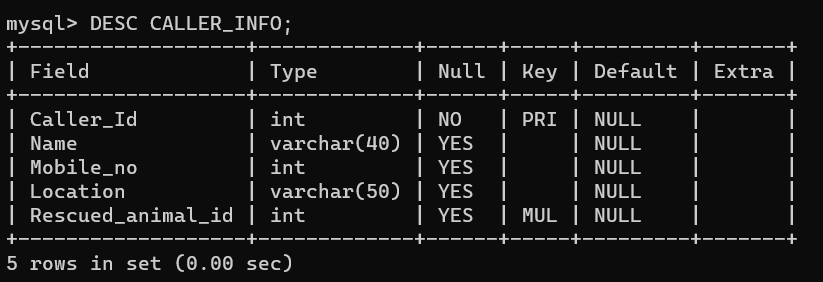 mysql> DESC CALLER_INFO;
+-------------------+-------------+------+-----+---------+-------+
| Field             | Type        | Null | Key | Default | Extra |
+-------------------+-------------+------+-----+---------+-------+
| Caller_Id         | int         | NO   | PRI | NULL    |       |
| Name              | varchar(40) | YES  |     | NULL    |       |
| Mobile_no         | int         | YES  |     | NULL    |       |
| Location          | varchar(50) | YES  |     | NULL    |       |
| Rescued_animal_id | int         | YES  | MUL | NULL    |       |
+-------------------+-------------+------+-----+---------+-------+
5 rows in set (0.00 sec)